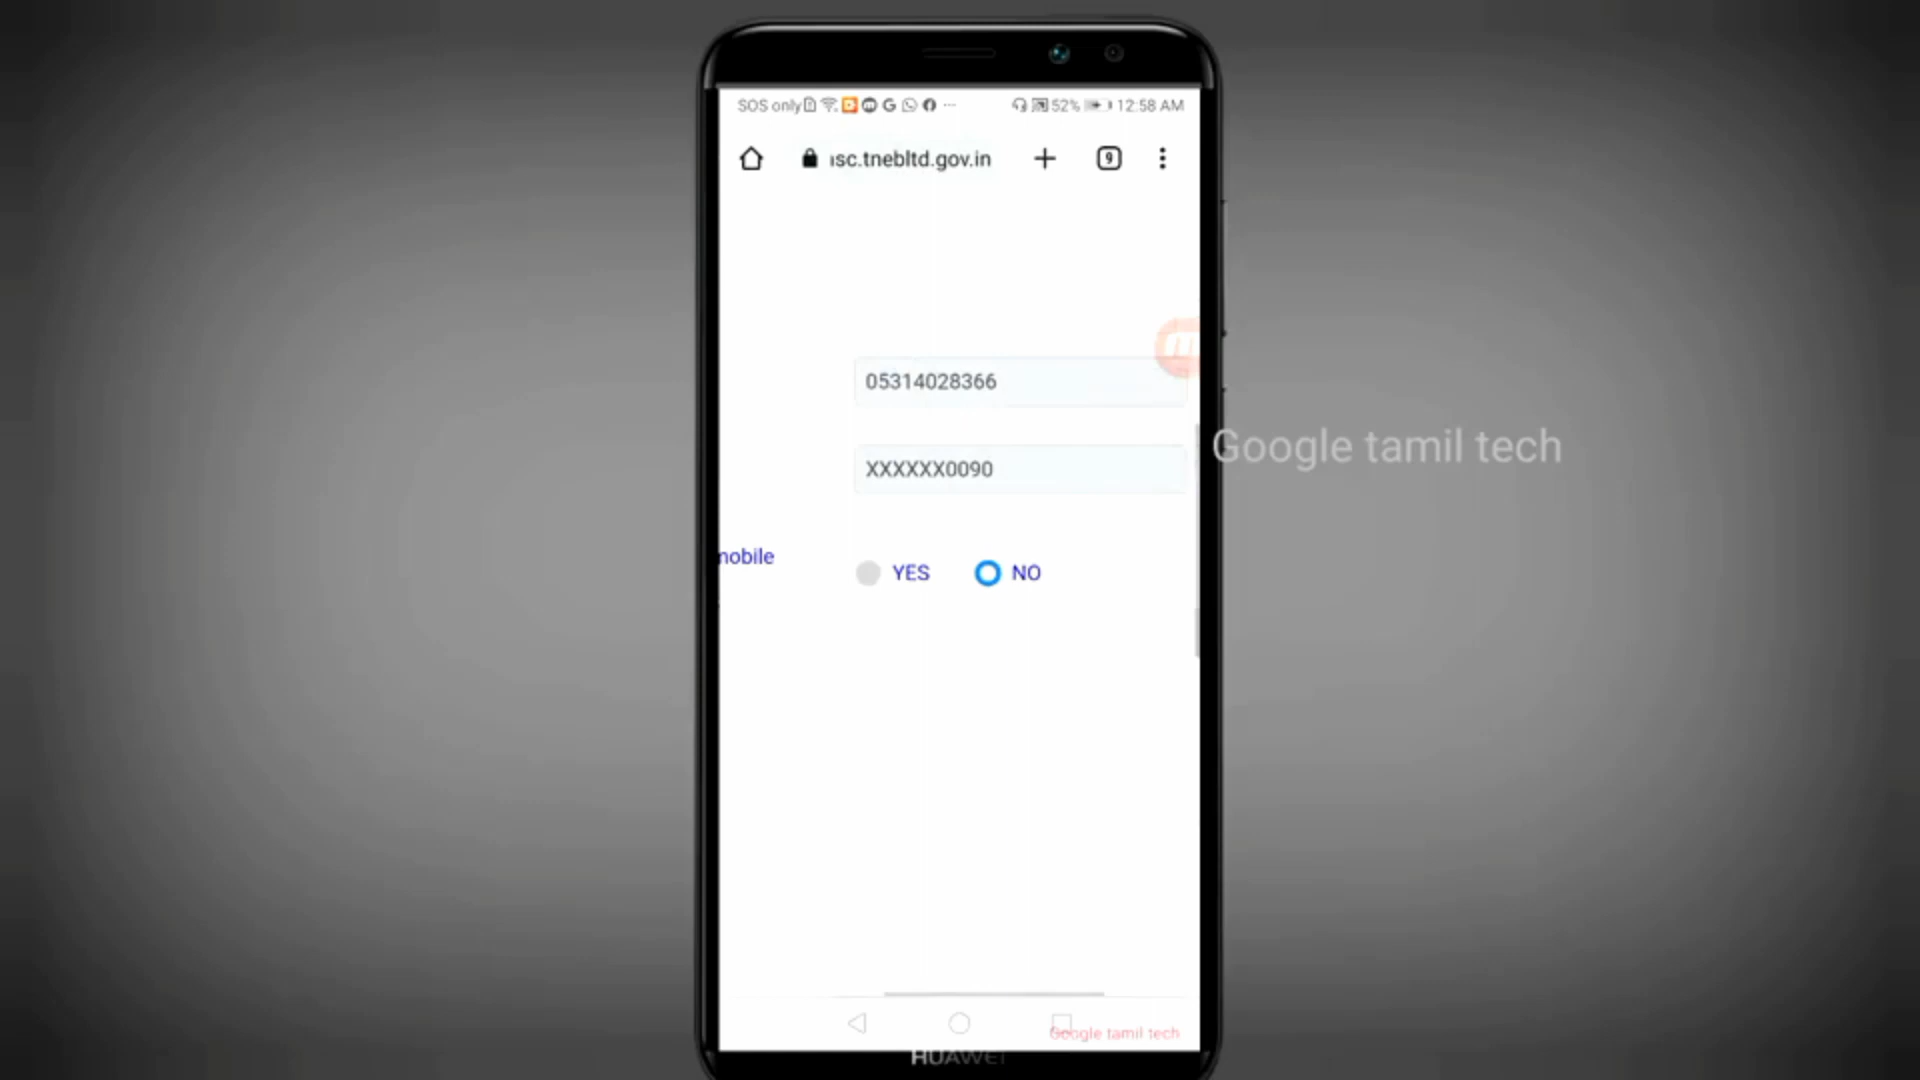 SOS only
52%
12:58 AM
ısc.tnebltd.gov.in
9
05314028366
XXXXXX0090
Google tamil tech
nobile
YES
NO
Google tamil tech
HUAWEI